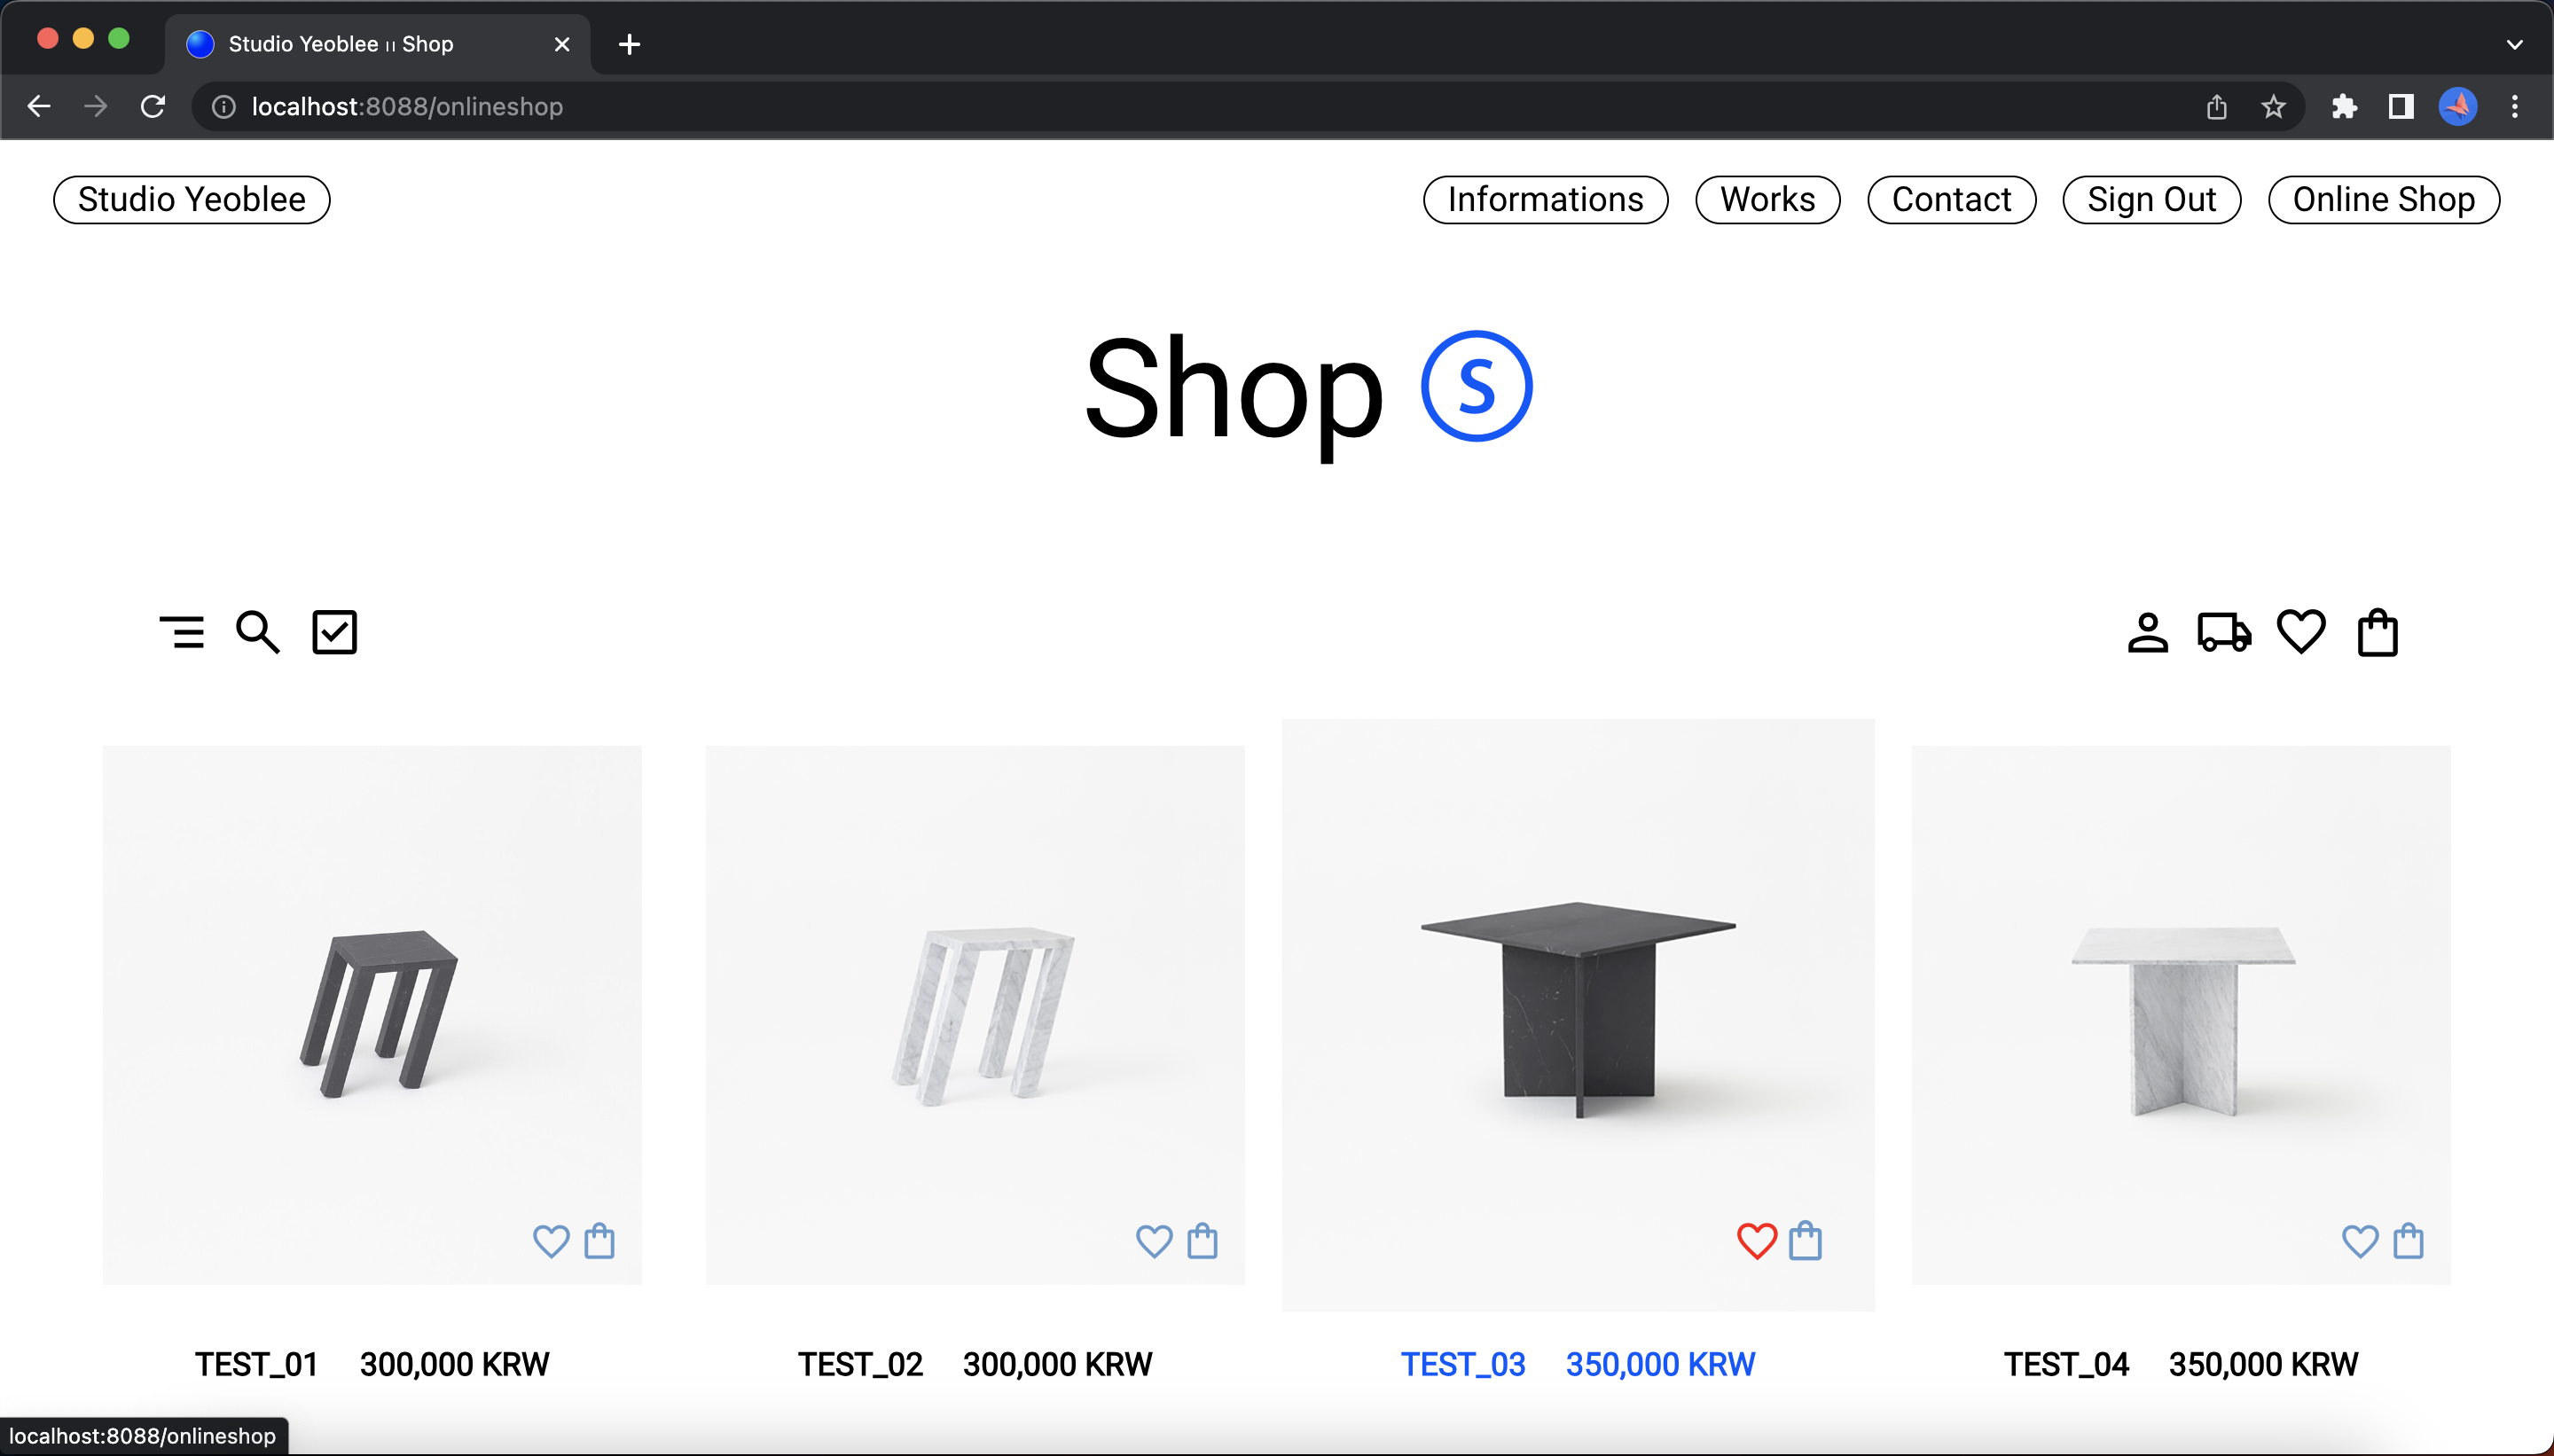 Studio Yeoblee ıı Shop
localhost:8088/onlineshop
Studio Yeoblee
Informations
Works
Contact
Sign Out
Online Shop
Shop S
TEST_01 300,000 KRW
TEST_02 300,000 KRW
TEST_03 350,000 KRW
TEST_04 350,000 KRW
localhost:8088/onlineshop